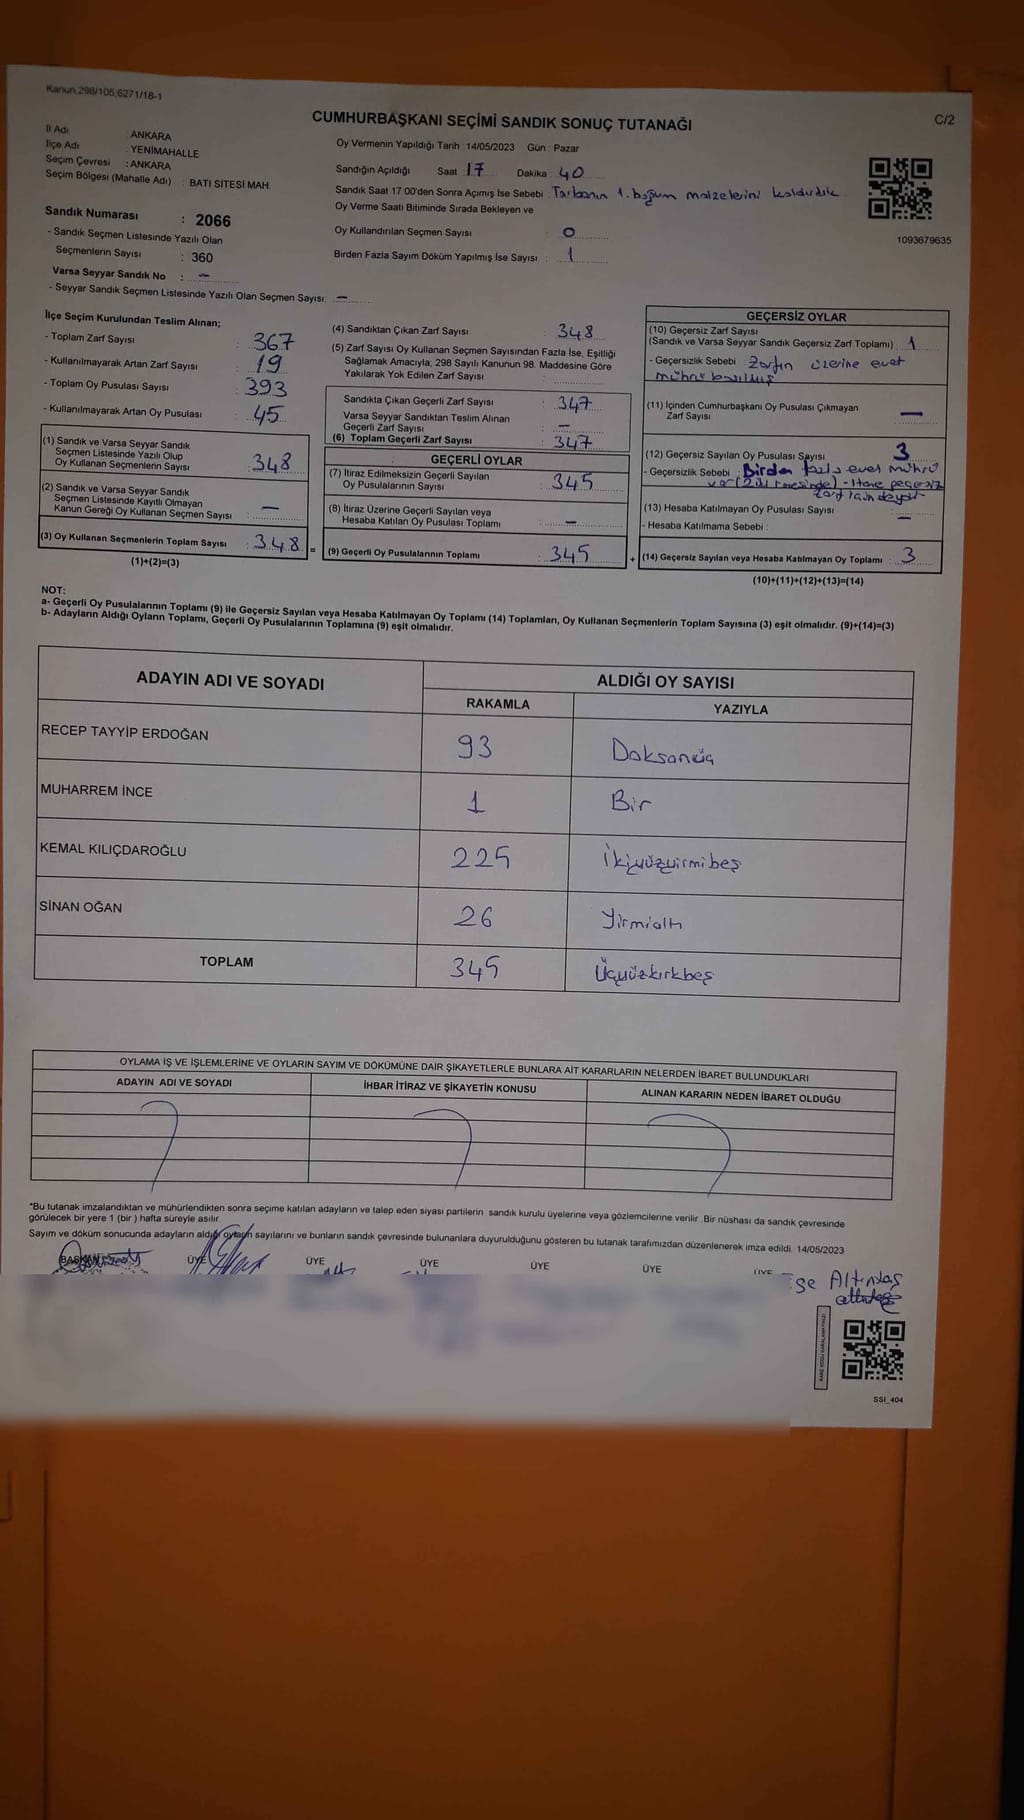 Kanun.298/105;6271/18-1
C/2
CUMHURBAŞKANI SEÇİMİ SANDIK SONUÇ TUTANAĞI
İl Adı : ANKARA
İlçe Adı : YENİMAHALLE
Seçim Çevresi : ANKARA
Seçim Bölgesi (Mahalle Adı) : BATI SİTESİ MAH.
Sandık Numarası : 2066
- Sandık Seçmen Listesinde Yazılı Olan
Seçmenlerin Sayısı : 360
Varsa Seyyar Sandık No : –
- Seyyar Sandık Seçmen Listesinde Yazılı Olan Seçmen Sayısı: –
Oy Vermenin Yapıldığı Tarih : 14/05/2023 Gün : Pazar
Sandığın Açıldığı Saat 17 Dakika : 40
Sandık Saat 17:00'den Sonra Açımış İse Sebebi : 1. malzelerini kaldırdık
Oy Verme Saati Bitiminde Sırada Bekleyen ve
Oy Kullandırılan Seçmen Sayısı : 0
Birden Fazla Sayım Döküm Yapılmış İse Sayısı : 1
1093679635
İlçe Seçim Kurulundan Teslim Alınan;
- Toplam Zarf Sayısı : 367
- Kullanılmayarak Artan Zarf Sayısı : 19
- Toplam Oy Pusulası Sayısı : 393
- Kullanılmayarak Artan Oy Pusulası : 45
(1) Sandık ve Varsa Seyyar Sandık
Seçmen Listesinde Yazılı Olup
Oy Kullanan Seçmenlerin Sayısı : 348
(2) Sandık ve Varsa Seyyar Sandık
Seçmen Listesinde Kayıtlı Olmayan
Kanun Gereği Oy Kullanan Seçmen Sayısı : –
(3) Oy Kullanan Seçmenlerin Toplam Sayısı : 348 =
(1)+(2)=(3)
(4) Sandıktan Çıkan Zarf Sayısı : 348
(5) Zarf Sayısı Oy Kullanan Seçmen Sayısından Fazla İse, Eşitliği
Sağlamak Amacıyla; 298 Sayılı Kanunun 98. Maddesine Göre
Yakılarak Yok Edilen Zarf Sayısı :
Sandıkta Çıkan Geçerli Zarf Sayısı : 347
Varsa Seyyar Sandıktan Teslim Alınan
Geçerli Zarf Sayısı : –
(6) Toplam Geçerli Zarf Sayısı : 347
GEÇERLİ OYLAR
(7) İtiraz Edilmeksizin Geçerli Sayılan
Oy Pusulalarının Sayısı : 345
(8) İtiraz Üzerine Geçerli Sayılan veya
Hesaba Katılan Oy Pusulası Toplamı : –
(9) Geçerli Oy Pusulalarının Toplamı : 345 +
GEÇERSİZ OYLAR
(10) Geçersiz Zarf Sayısı
(Sandık ve Varsa Seyyar Sandık Geçersiz Zarf Toplamı) : 1
- Geçersizlik Sebebi : Zarfın üzerine evet
mührü basılmış
(11) İçinden Cumhurbaşkanı Oy Pusulası Çıkmayan
Zarf Sayısı –
(12) Geçersiz Sayılan Oy Pusulası Sayısı 3
- Geçersizlik Sebebi : Birden fazla evet mührü
var
(13) Hesaba Katılmayan Oy Pusulası Sayısı : –
- Hesaba Katılmama Sebebi :
(14) Geçersiz Sayılan veya Hesaba Katılmayan Oy Toplamı : 3
(10)+(11)+(12)+(13)=(14)
NOT:
a- Geçerli Oy Pusulalarının Toplamı (9) ile Geçersiz Sayılan veya Hesaba Katılmayan Oy Toplamı (14) Toplamları, Oy Kullanan Seçmenlerin Toplam Sayısına (3) eşit olmalıdır. (9)+(14)=(3)
b- Adayların Aldığı Oyların Toplamı, Geçerli Oy Pusulalarının Toplamına (9) eşit olmalıdır.
ADAYIN ADI VE SOYADI
ALDIĞI OY SAYISI
RAKAMLA YAZIYLA
RECEP TAYYİP ERDOĞAN 93 Doksanüç
MUHARREM İNCE 1 Bir
KEMAL KILIÇDAROĞLU 225 İkiyüzyirmibeş
SİNAN OĞAN 26 Yirmialtı
TOPLAM 345 Üçyüzkırkbeş
OYLAMA İŞ VE İŞLEMLERİNE VE OYLARIN SAYIM VE DÖKÜMÜNE DAİR ŞİKAYETLERLE BUNLARA AİT KARARLARIN NELERDEN İBARET BULUNDUKLARI
ADAYIN ADI VE SOYADI İHBAR İTİRAZ VE ŞİKAYETİN KONUSU ALINAN KARARIN NEDEN İBARET OLDUĞU
*Bu tutanak imzalandıktan ve mühürlendikten sonra seçime katılan adayların ve talep eden siyasi partilerin sandık kurulu üyelerine veya gözlemcilerine verilir. Bir nüshası da sandık çevresinde
görülecek bir yere 1 (bir ) hafta süreyle asılır.
Sayım ve döküm sonucunda adayların aldığı oyların sayılarını ve bunların sandık çevresinde bulunanlara duyurulduğunu gösteren bu tutanak tarafımızdan düzenlenerek imza edildi. 14/05/2023
BAŞKAN ÜYE ÜYE ÜYE ÜYE ÜYE ÜYE
Altıntaş
SSI_404